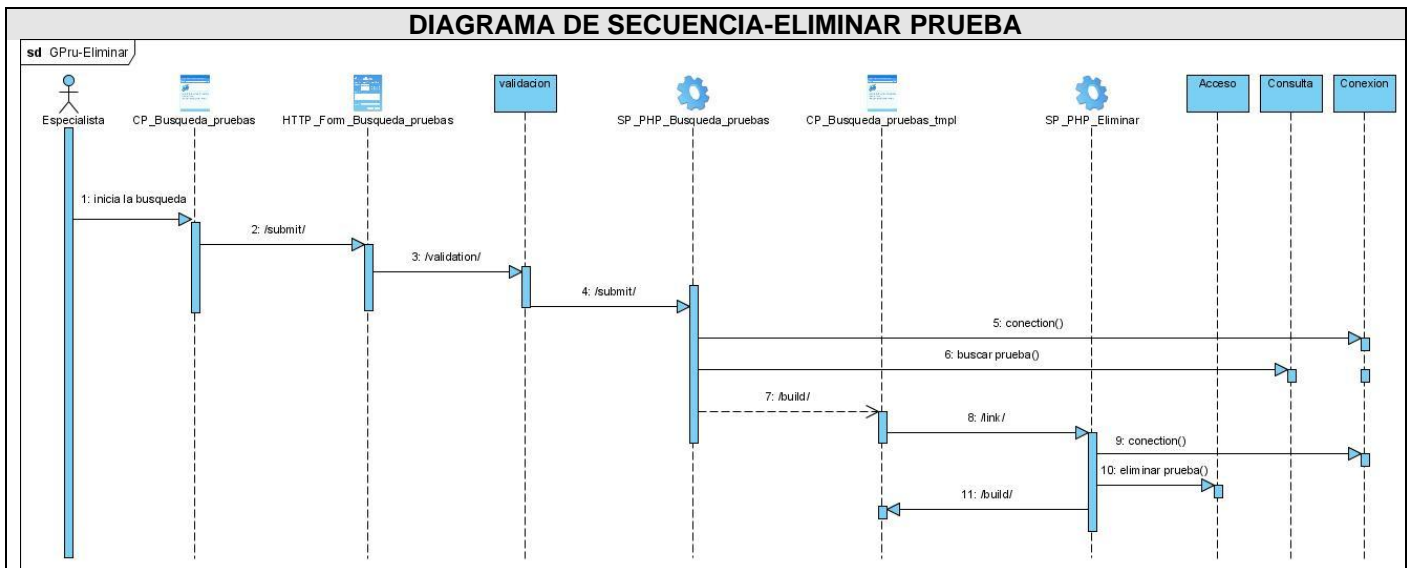 DIAGRAMA DE SECUENCIA-ELIMINAR PRUEBA
sd GPru-Eliminar
Especialista
CP_Busqueda_pruebas
HTTP_Form_Busqueda_pruebas
validacion
SP_PHP_Busqueda_pruebas
CP_Busqueda_pruebas_tmpl
SP_PHP_Eliminar
Acceso
Consulta
Conexion
1: inicia la busqueda
2: /submit/
3: /validation/
4: /submit/
5: conection()
6: buscar prueba()
7: /build/
8: /link/
9: conection()
10: eliminar prueba()
11: /build/